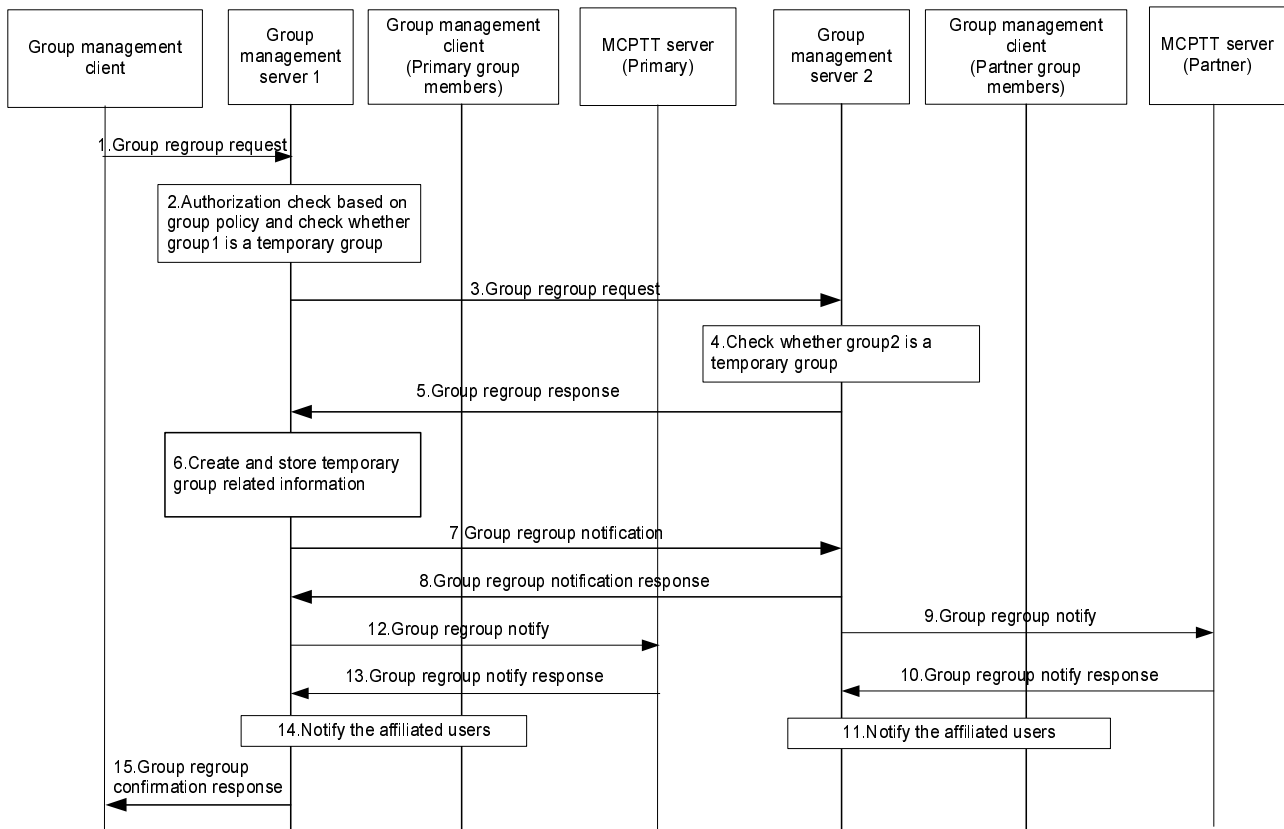 Group management
client
Group
management
server 1
Group management
client
(Primary group
members)
MCPTT server
(Primary)
Group
management
server 2
Group management
client
(Partner group
members)
MCPTT server
(Partner)
1.Group regroup request
2.Authorization check based on
group policy and check whether
group1 is a temporary group
3.Group regroup request
4.Check whether group2 is a
temporary group
5.Group regroup response
6.Create and store temporary
group related information
7 Group regroup notification
8.Group regroup notification response
9.Group regroup notify
12.Group regroup notify
13.Group regroup notify response
10.Group regroup notify response
14.Notify the affiliated users
11.Notify the affiliated users
15.Group regroup
confirmation response